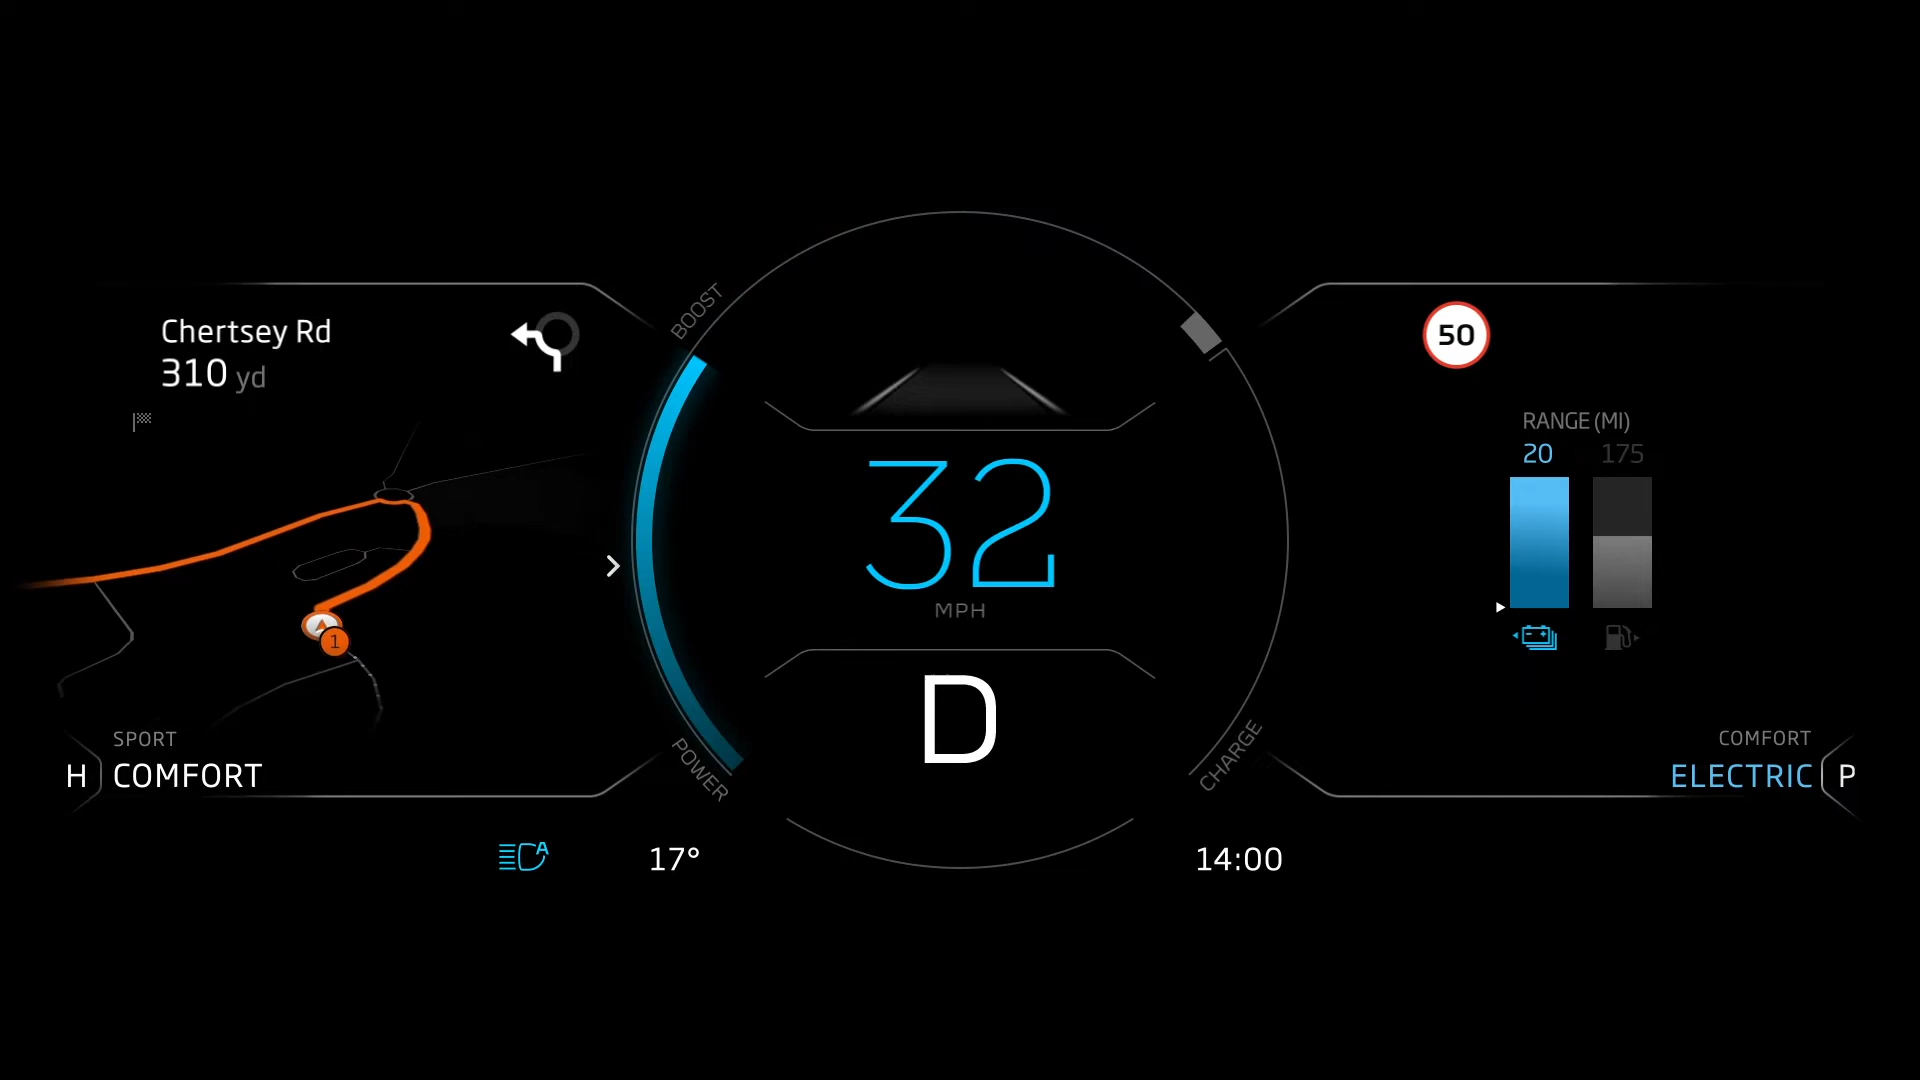 Chertsey Rd
310 yd
1
SPORT
H COMFORT
BOOST
POWER
32
MPH
D
CHARGE
50
RANGE (MI)
20 175
COMFORT
ELECTRIC P
A
17°
14:00